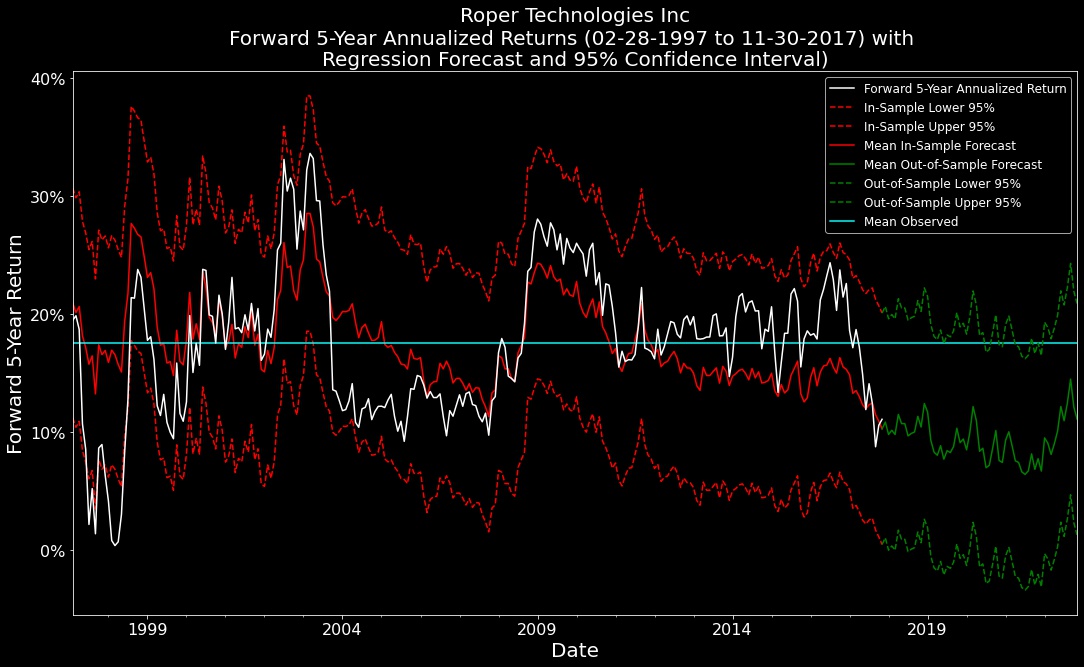 Roper Technologies Inc
Forward 5-Year Annualized Returns (02-28-1997 to 11-30-2017) with
Regression Forecast and 95% Confidence Interval)
Forward 5-Year Annualized Return
In-Sample Lower 95%
In-Sample Upper 95%
Mean In-Sample Forecast
Mean Out-of-Sample Forecast
Out-of-Sample Lower 95%
Out-of-Sample Upper 95%
Mean Observed
Forward 5-Year Return
40%
30%
20%
10%
0%
1999 2004 2009 2014 2019
Date